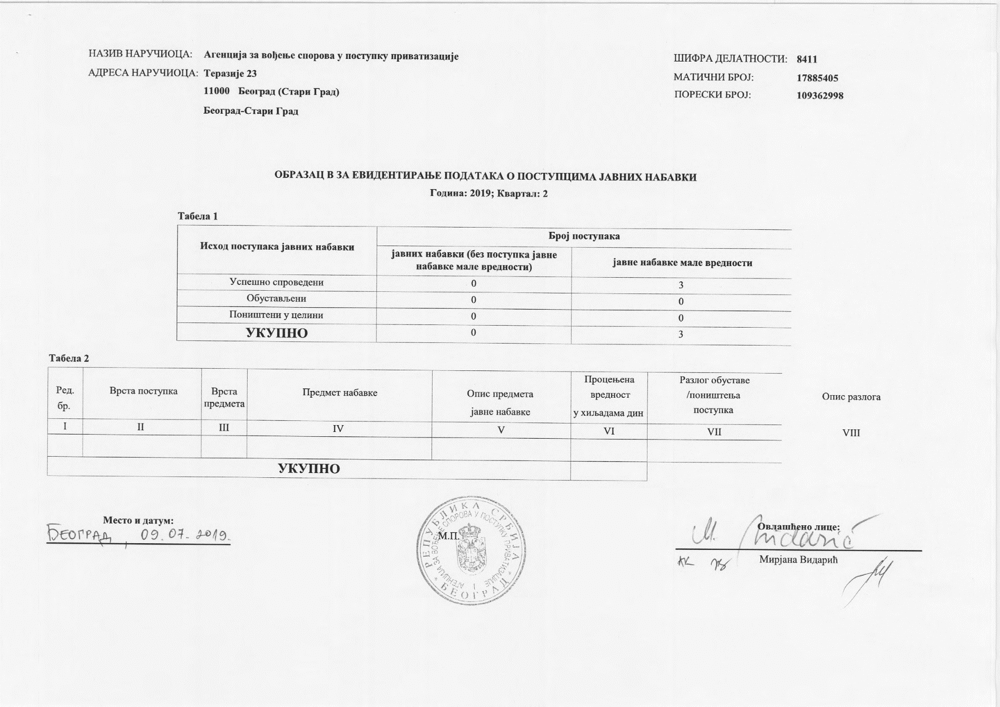 НАЗИВ НАРУЧИОЦА: Агенција за вођење спорова у поступку приватизације
АДРЕСА НАРУЧИОЦА: Теразије 23
11000 Београд (Стари Град)
Београд-Стари Град
ШИФРА ДЕЛАТНОСТИ: 8411
МАТИЧНИ БРОЈ: 17885405
ПОРЕСКИ БРОЈ: 109362998
ОБРАЗАЦ В ЗА ЕВИДЕНТИРАЊЕ ПОДАТАКА О ПОСТУПЦИМА ЈАВНИХ НАБАВКИ
Година: 2019; Квартал: 2
Табела 1
Исход поступака јавних набавки
Број поступака
јавних набавки (без поступка јавне
набавке мале вредности)
јавне набавке мале вредности
Успешно спроведени 0 3
Обустављени 0 0
Поништени у целини 0 0
УКУПНО 0 3
Табела 2
Ред.
бр.
Врста поступка
Врста
предмета
Предмет набавке
Опис предмета
јавне набавке
Процењена
вредност
у хиљадама дин
Разлог обуставе
/поништења
поступка
Опис разлога
I II III IV V VI VII VIII
УКУПНО
Место и датум:
БЕОГРАД, 09.07.2019.
М.П.
РЕПУБЛИКА СРБИЈА
АГЕНЦИЈА ЗА ВОЂЕЊЕ СПОРОВА У ПОСТУПКУ ПРИВАТИЗАЦИЈЕ
I
* БЕОГРАД *
Овлашћено лице:
M. Vidarić
Мирјана Видарић